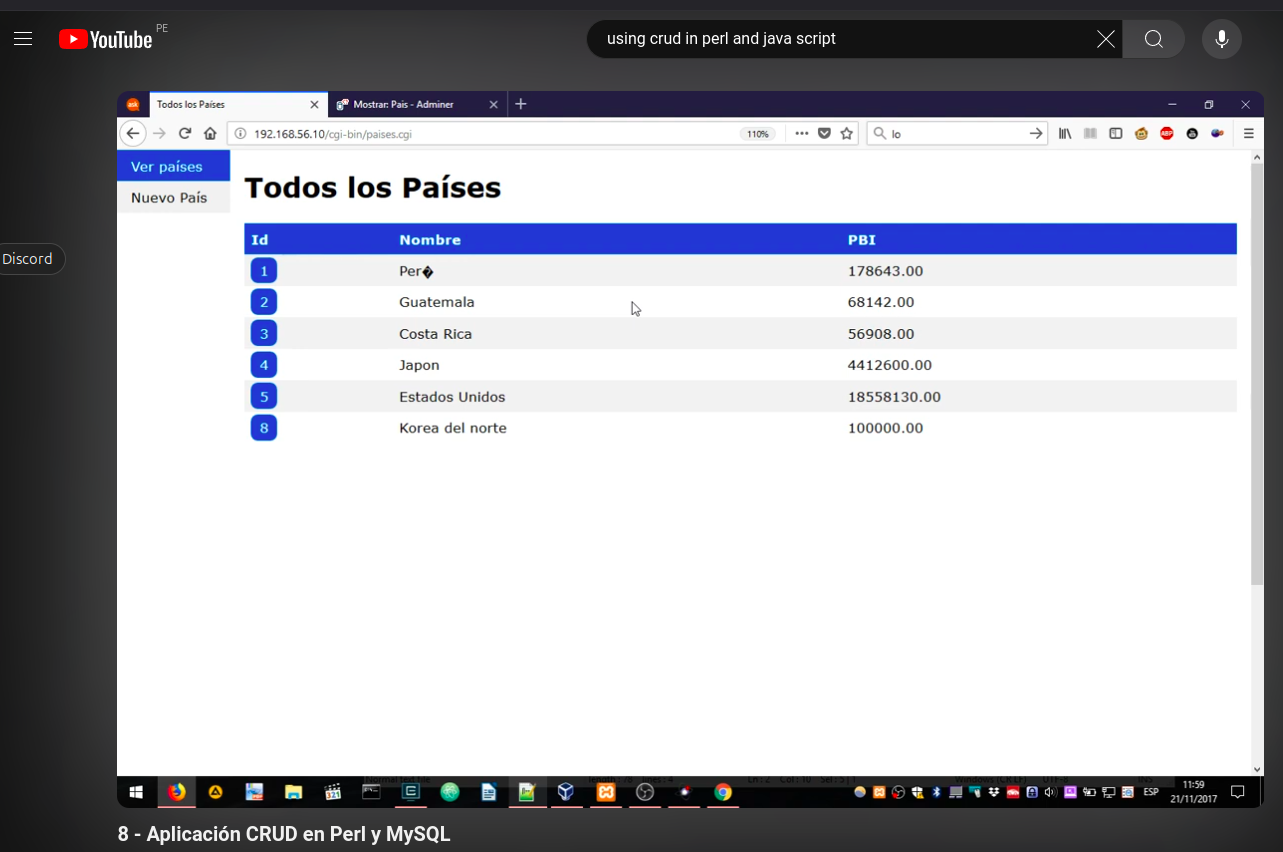 YouTube PE
using crud in perl and java script
Todos los Países
Mostrar: Pais - Adminer
192.168.56.10/cgi-bin/paises.cgi
110%
lo
ABP
Ver países
Nuevo País
Todos los Países
Id Nombre PBI
1 Per� 178643.00
2 Guatemala 68142.00
3 Costa Rica 56908.00
4 Japon 4412600.00
5 Estados Unidos 18558130.00
8 Korea del norte 100000.00
Discord
ESP
11:59
21/11/2017
8 - Aplicación CRUD en Perl y MySQL